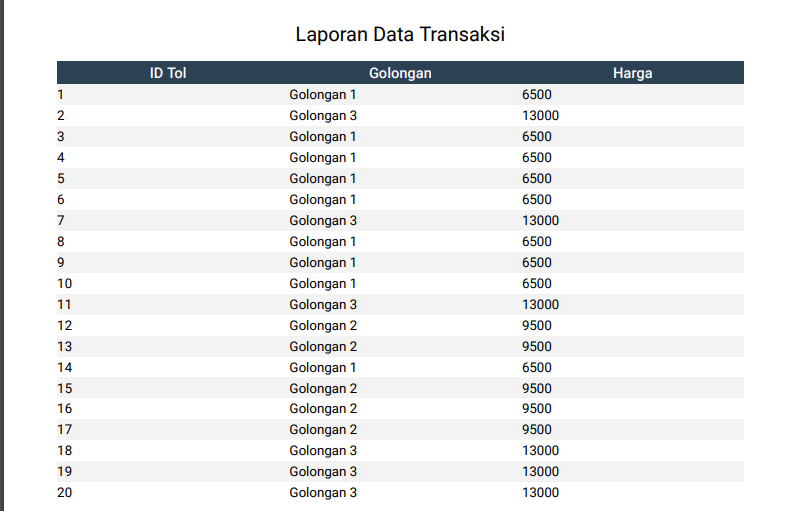 Laporan Data Transaksi
ID Tol Golongan Harga
1 Golongan 1 6500
2 Golongan 3 13000
3 Golongan 1 6500
4 Golongan 1 6500
5 Golongan 1 6500
6 Golongan 1 6500
7 Golongan 3 13000
8 Golongan 1 6500
9 Golongan 1 6500
10 Golongan 1 6500
11 Golongan 3 13000
12 Golongan 2 9500
13 Golongan 2 9500
14 Golongan 1 6500
15 Golongan 2 9500
16 Golongan 2 9500
17 Golongan 2 9500
18 Golongan 3 13000
19 Golongan 3 13000
20 Golongan 3 13000